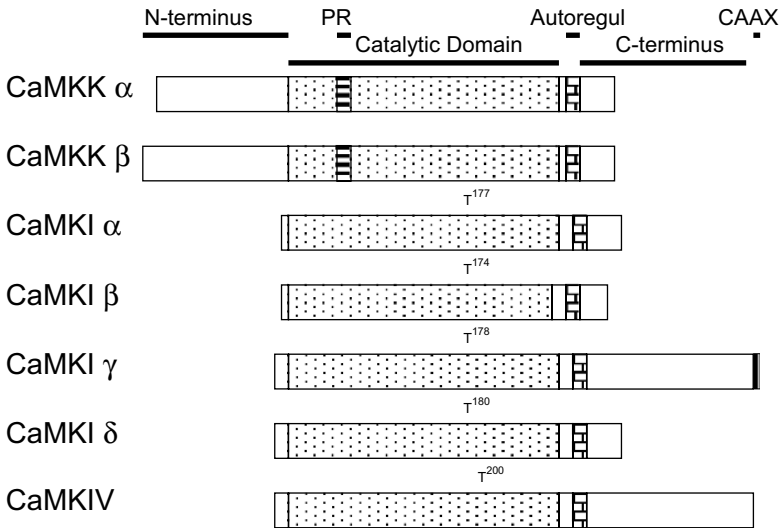 N-terminus PR Autoregul CAAX
Catalytic Domain C-terminus
CaMKK α
CaMKK β
T177
CaMKI α
T174
CaMKI β
T178
CaMKI γ
T180
CaMKI δ
T200
CaMKIV